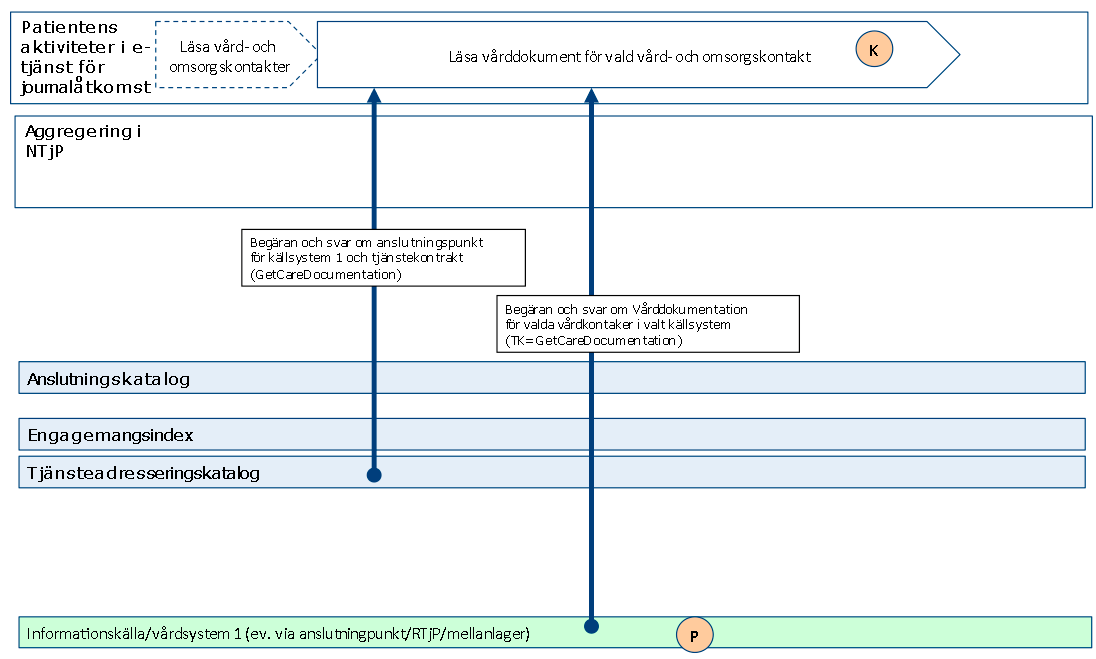 Patientens
aktiviteter i e-
tjänst för
journalåtkomst
Läsa vård- och
omsorgskontakter
Läsa vårddokument för vald vård- och omsorgskontakt
K
Aggregering i
NTjP
Begäran och svar om anslutningspunkt
för källsystem 1 och tjänstekontrakt
(GetCareDocumentation)
Begäran och svar om Vårddokumentation
för valda vårdkontaker i valt källsystem
(TK=GetCareDocumentation)
Anslutningskatalog
Engagemangsindex
Tjänsteadresseringskatalog
Informationskälla/vårdsystem 1 (ev. via anslutningpunkt/RTjP/mellanlager)
P